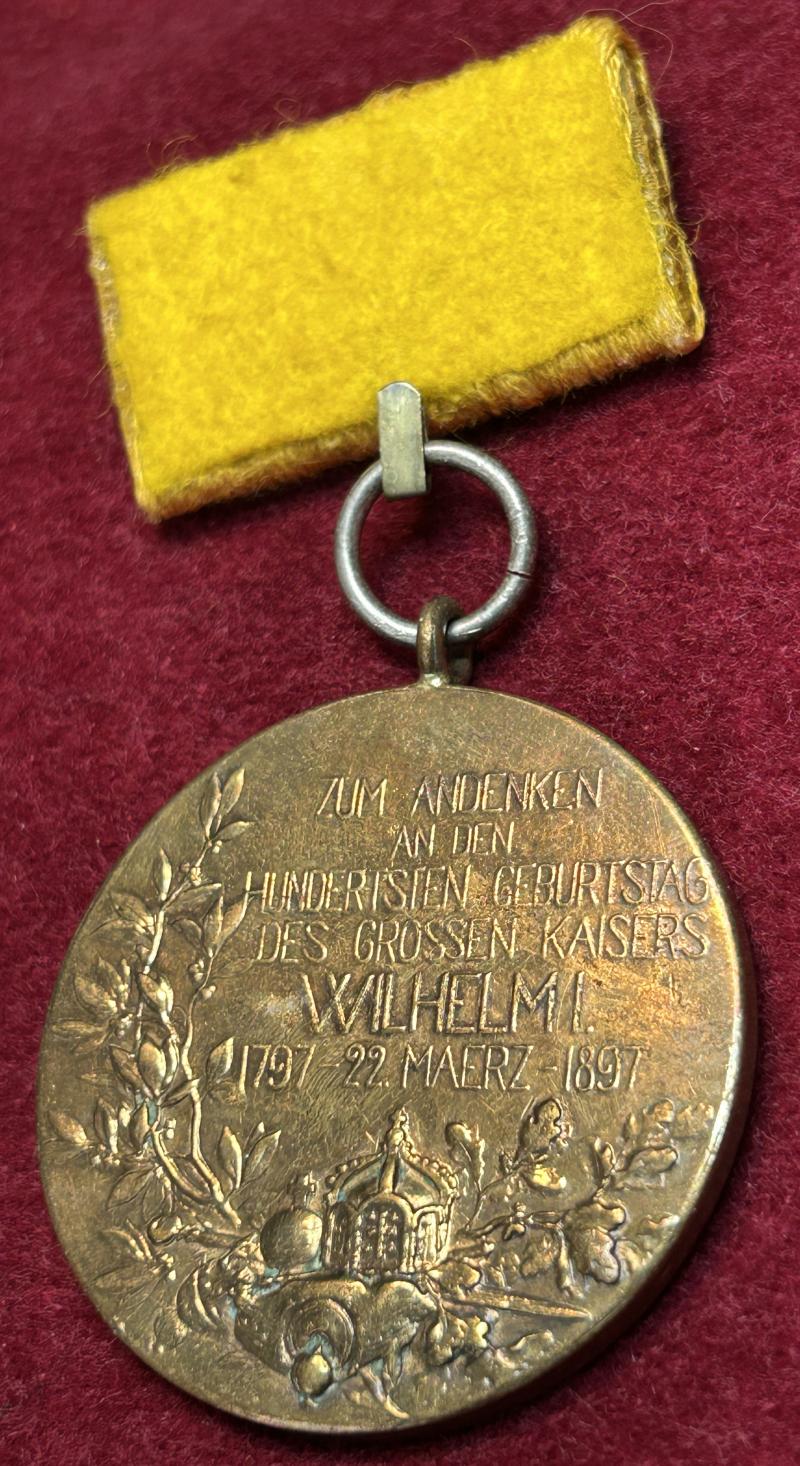 ZUM ANDENKEN
AN DEN
HUNDERTSTEN GEBURTSTAG
DES GROSSEN KAISERS
WILHELM I.
1797-22. MAERZ-1897